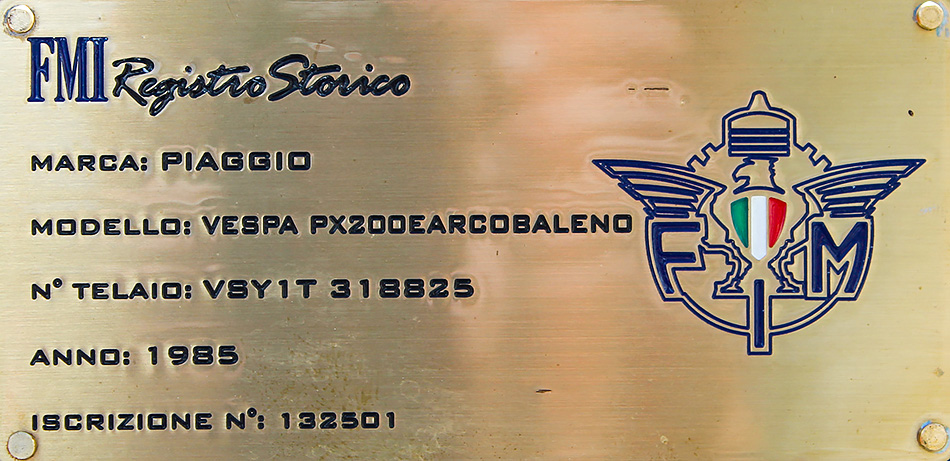 FMI Registro Storico
MARCA: PIAGGIO
MODELLO: VESPA PX200EARCOBALENO
N° TELAIO: VSY1T 318825
ANNO: 1985
ISCRIZIONE N°: 132501
F I M